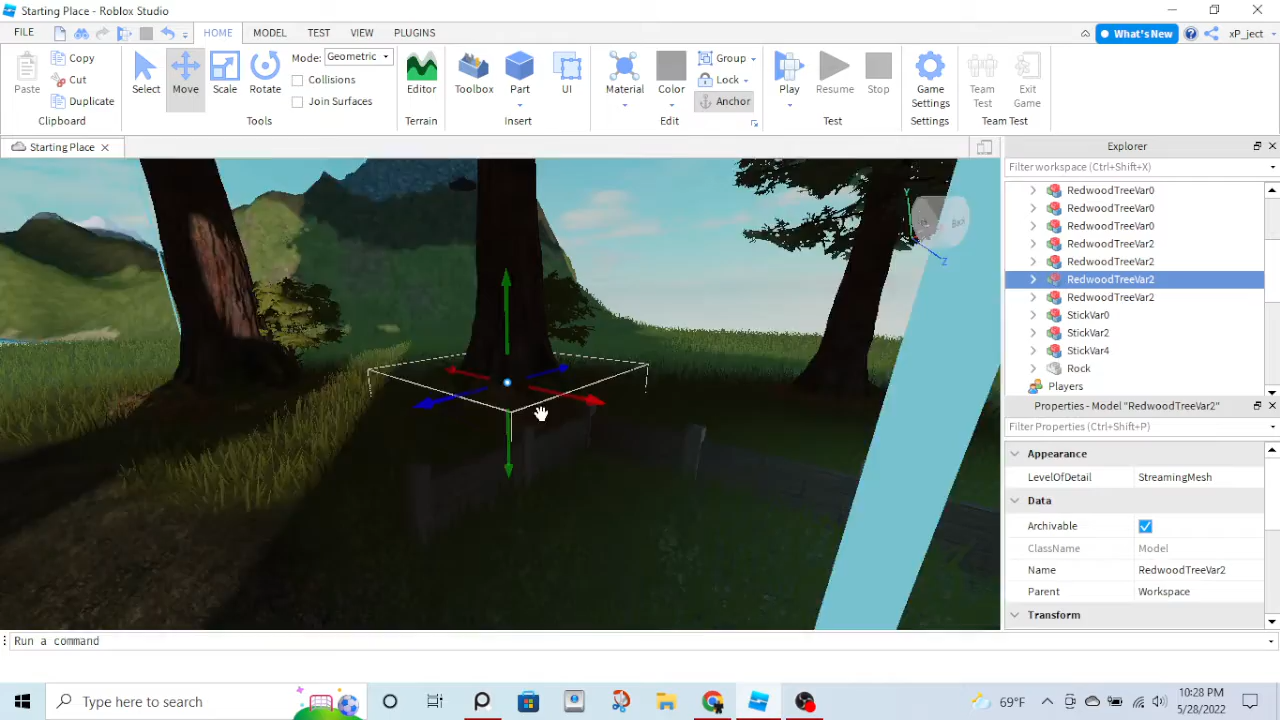 Starting Place - Roblox Studio
FILE HOME MODEL TEST VIEW PLUGINS What's New xP_ject
Paste Copy Cut Duplicate Clipboard
Select Move Scale Rotate Mode: Geometric Collisions Join Surfaces Tools
Editor Terrain
Toolbox Part UI Insert
Material Color Group Lock Anchor Edit
Play Resume Stop Test
Game Settings Settings
Team Test Exit Game Team Test
Starting Place
Explorer
Filter workspace (Ctrl+Shift+X)
RedwoodTreeVar0
RedwoodTreeVar0
RedwoodTreeVar0
RedwoodTreeVar2
RedwoodTreeVar2
RedwoodTreeVar2
RedwoodTreeVar2
StickVar0
StickVar2
StickVar4
Rock
Players
Y
Z
Properties - Model "RedwoodTreeVar2"
Filter Properties (Ctrl+Shift+P)
Appearance
LevelOfDetail StreamingMesh
Data
Archivable
ClassName Model
Name RedwoodTreeVar2
Parent Workspace
Transform
Run a command
Type here to search
69°F
10:28 PM
5/28/2022